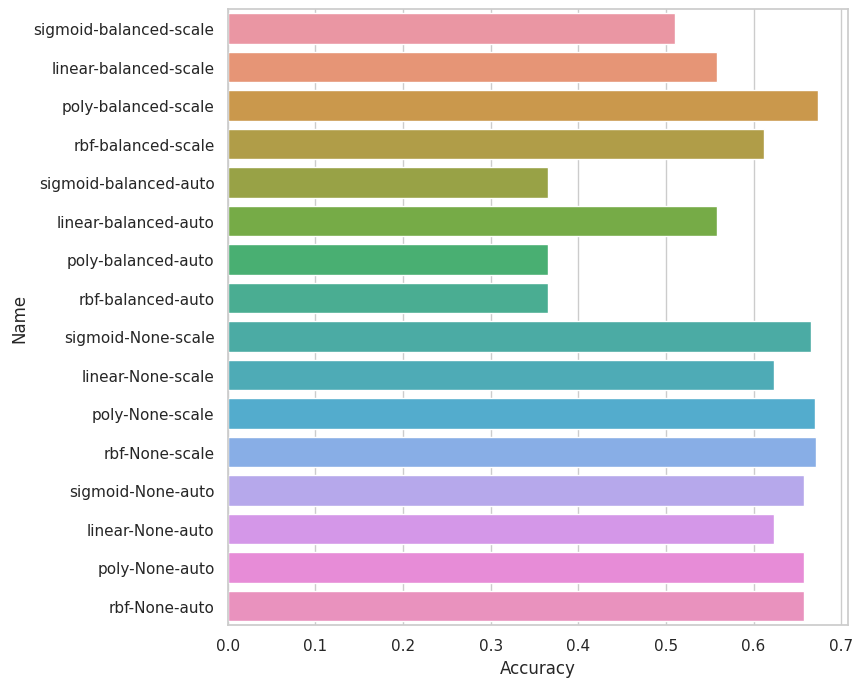 sigmoid-balanced-scale
linear-balanced-scale
poly-balanced-scale
rbf-balanced-scale
sigmoid-balanced-auto
linear-balanced-auto
poly-balanced-auto
rbf-balanced-auto
sigmoid-None-scale
linear-None-scale
poly-None-scale
rbf-None-scale
sigmoid-None-auto
linear-None-auto
poly-None-auto
rbf-None-auto
Name
0.0 0.1 0.2 0.3 0.4 0.5 0.6 0.7
Accuracy